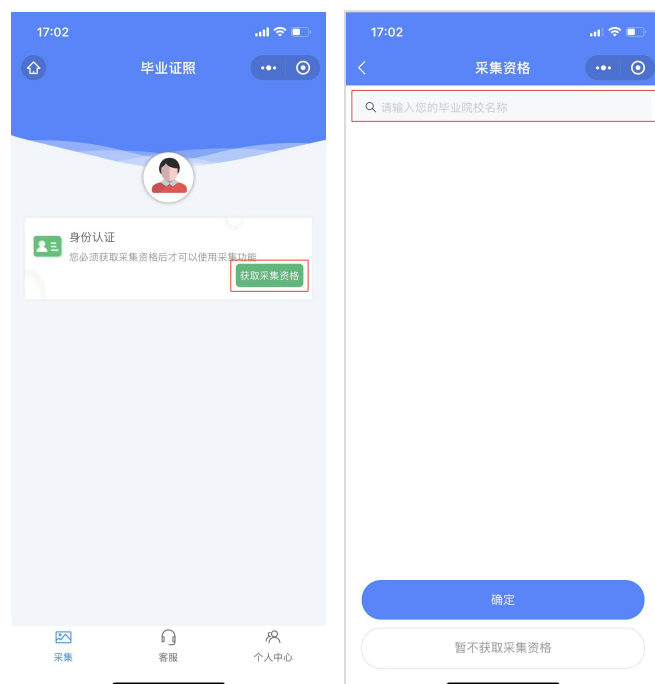 17:02
毕业证照
身份认证
您必须获取采集资格后才可以使用采集功能
获取采集资格
采集
客服
个人中心
17:02
采集资格
请输入您的毕业院校名称
确定
暂不获取采集资格